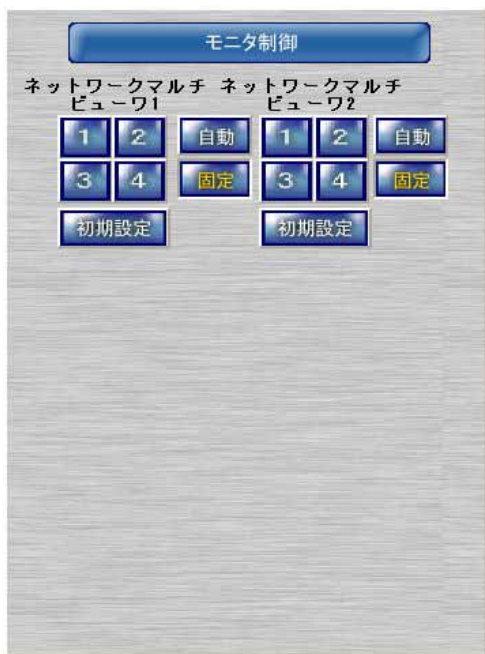 モニタ制御
ネットワークマルチ ネットワークマルチ
ビューワ1 ビューワ2
1 2 自動 1 2 自動
3 4 固定 3 4 固定
初期設定 初期設定